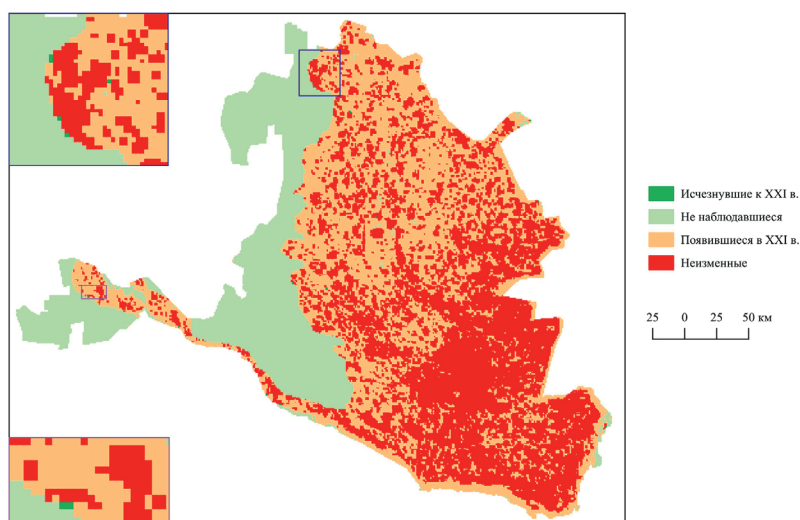 Исчезнувшие к XXI в.
Не наблюдавшиеся
Появившиеся в XXI в.
Неизменные
25 0 25 50 км